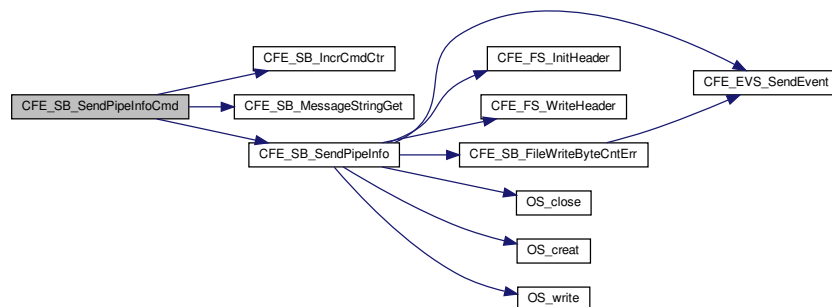 CFE_SB_SendPipeInfoCmd
CFE_SB_IncrCmdCtr
CFE_SB_MessageStringGet
CFE_SB_SendPipeInfo
CFE_FS_InitHeader
CFE_FS_WriteHeader
CFE_SB_FileWriteByteCntErr
OS_close
OS_creat
OS_write
CFE_EVS_SendEvent